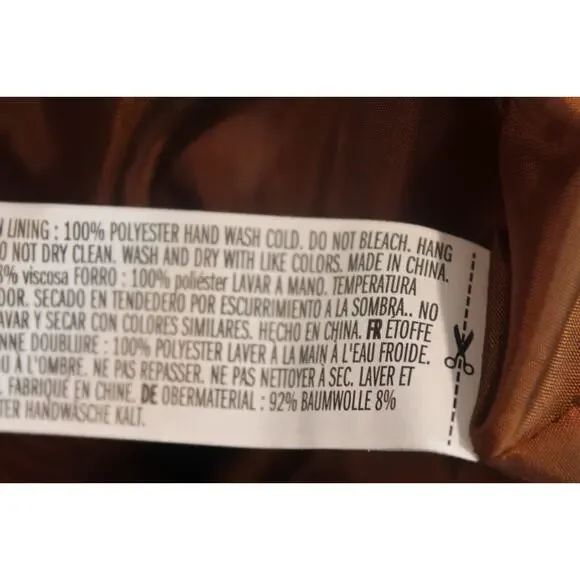 LINING : 100% POLYESTER HAND WASH COLD. DO NOT BLEACH. HANG
O NOT DRY CLEAN. WASH AND DRY WITH LIKE COLORS. MADE IN CHINA.
8% viscosa FORRO : 100% poliéster LAVAR A MANO. TEMPERATURA
DOR. SECADO EN TENDEDERO POR ESCURRIMIENTO A LA SOMBRA.. NO
AVAR Y SECAR CON COLORES SIMILARES. HECHO EN CHINA. FR ETOFFE
NNE DOUBLURE : 100% POLYESTER LAVER À LA MAIN À L'EAU FROIDE.
U À L'OMBRE. NE PAS REPASSER. NE PAS NETTOYER À SEC. LAVER ET
. FABRIQUÉ EN CHINE. DE OBERMATERIAL : 92% BAUMWOLLE 8%
TER HANDWÄSCHE KALT.